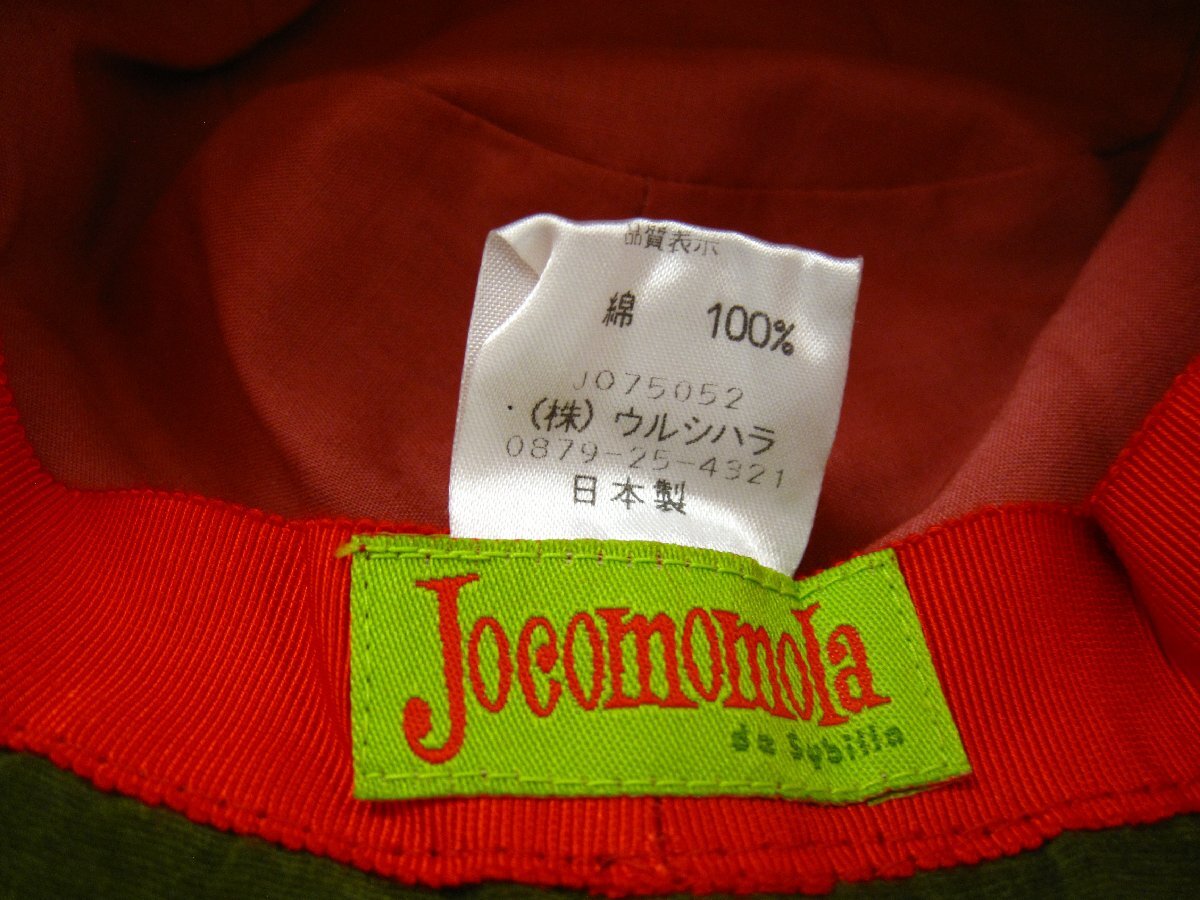 品質表示
綿 100%
J075052
(株) ウルシハラ
0879-25-4321
日本製
Jocomomola
de Sybilla